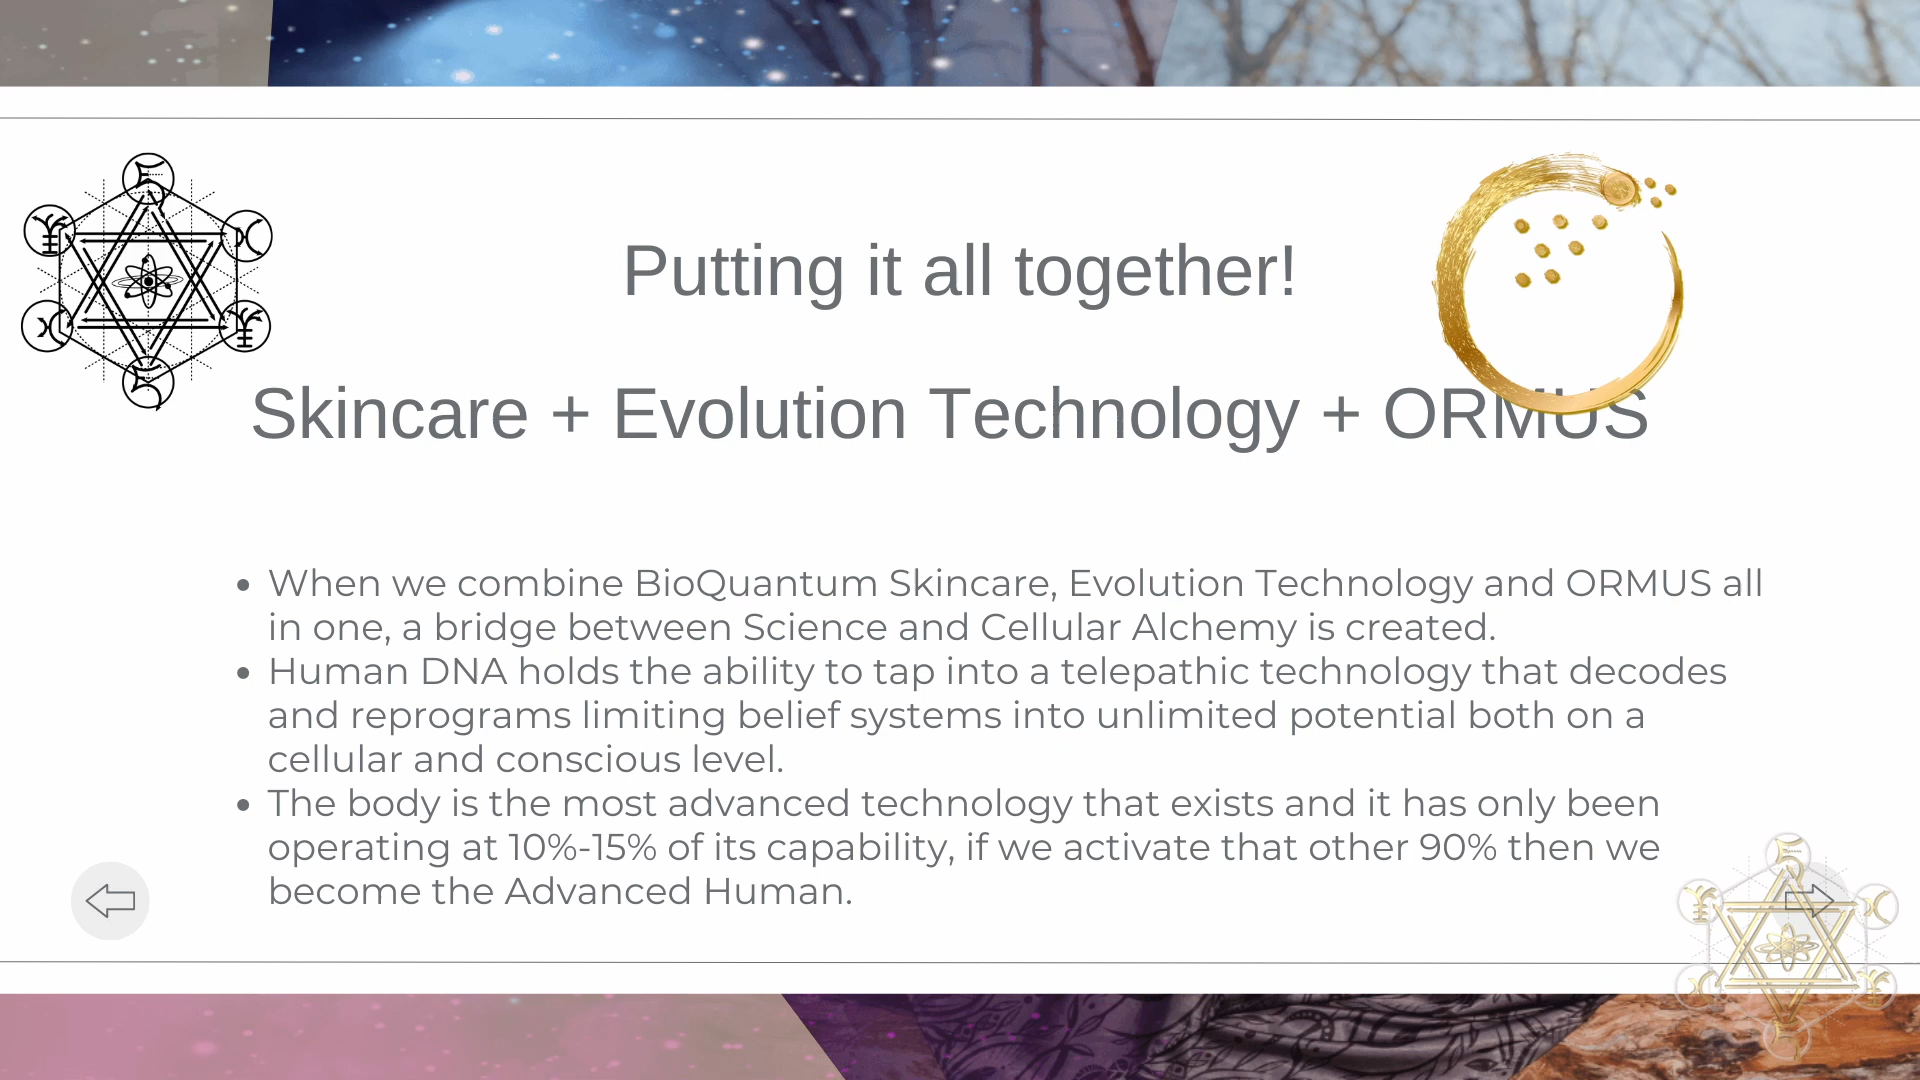 Putting it all together!
Skincare + Evolution Technology + ORMUS
• When we combine BioQuantum Skincare, Evolution Technology and ORMUS all
in one, a bridge between Science and Cellular Alchemy is created.
• Human DNA holds the ability to tap into a telepathic technology that decodes
and reprograms limiting belief systems into unlimited potential both on a
cellular and conscious level.
• The body is the most advanced technology that exists and it has only been
operating at 10%-15% of its capability, if we activate that other 90% then we
become the Advanced Human.